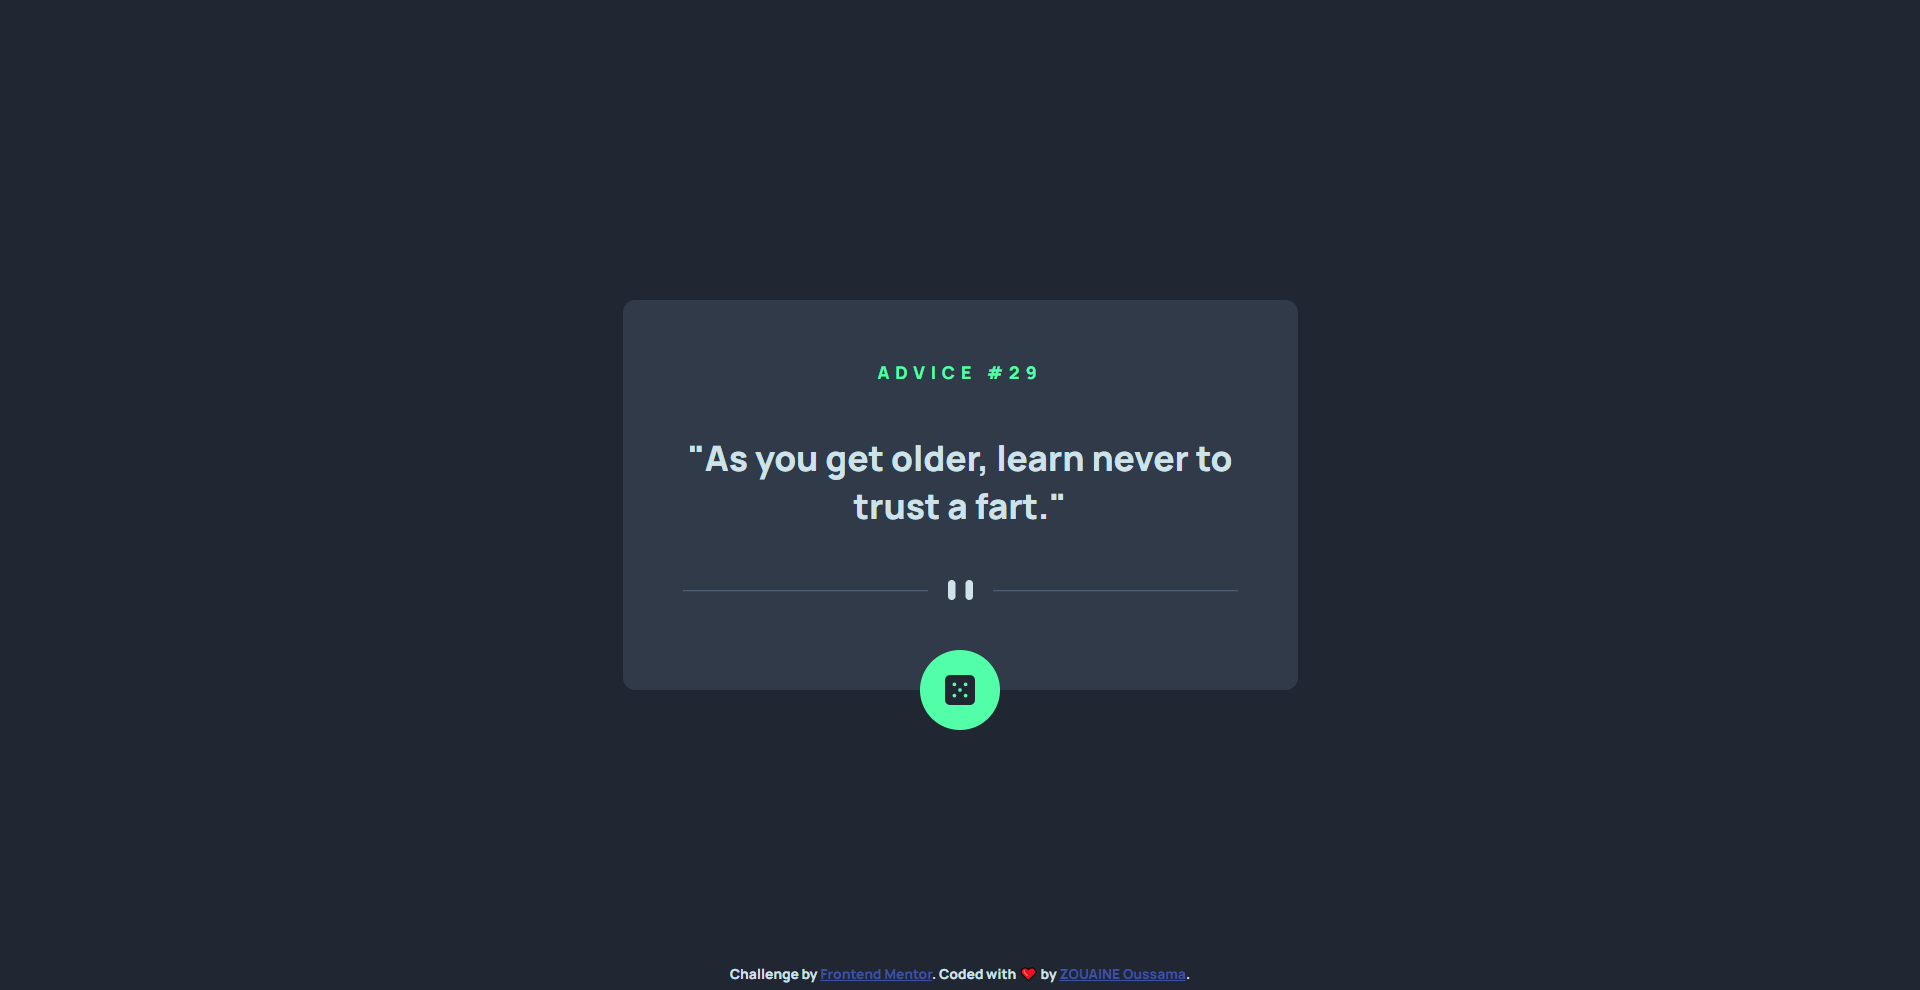 ADVICE #29
"As you get older, learn never to
trust a fart."
Challenge by Frontend Mentor. Coded with ❤️ by ZOUAINE Oussama.